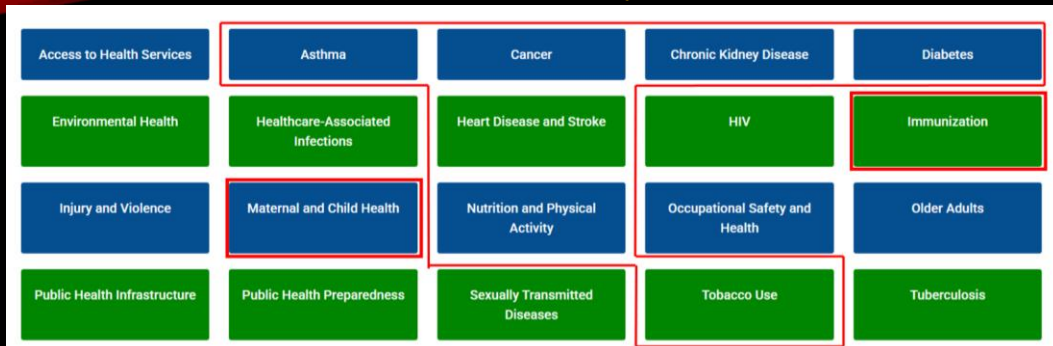 Access to Health Services
Asthma
Cancer
Chronic Kidney Disease
Diabetes
Environmental Health
Healthcare-Associated
Infections
Heart Disease and Stroke
HIV
Immunization
Injury and Violence
Maternal and Child Health
Nutrition and Physical
Activity
Occupational Safety and
Health
Older Adults
Public Health Infrastructure
Public Health Preparedness
Sexually Transmitted
Diseases
Tobacco Use
Tuberculosis